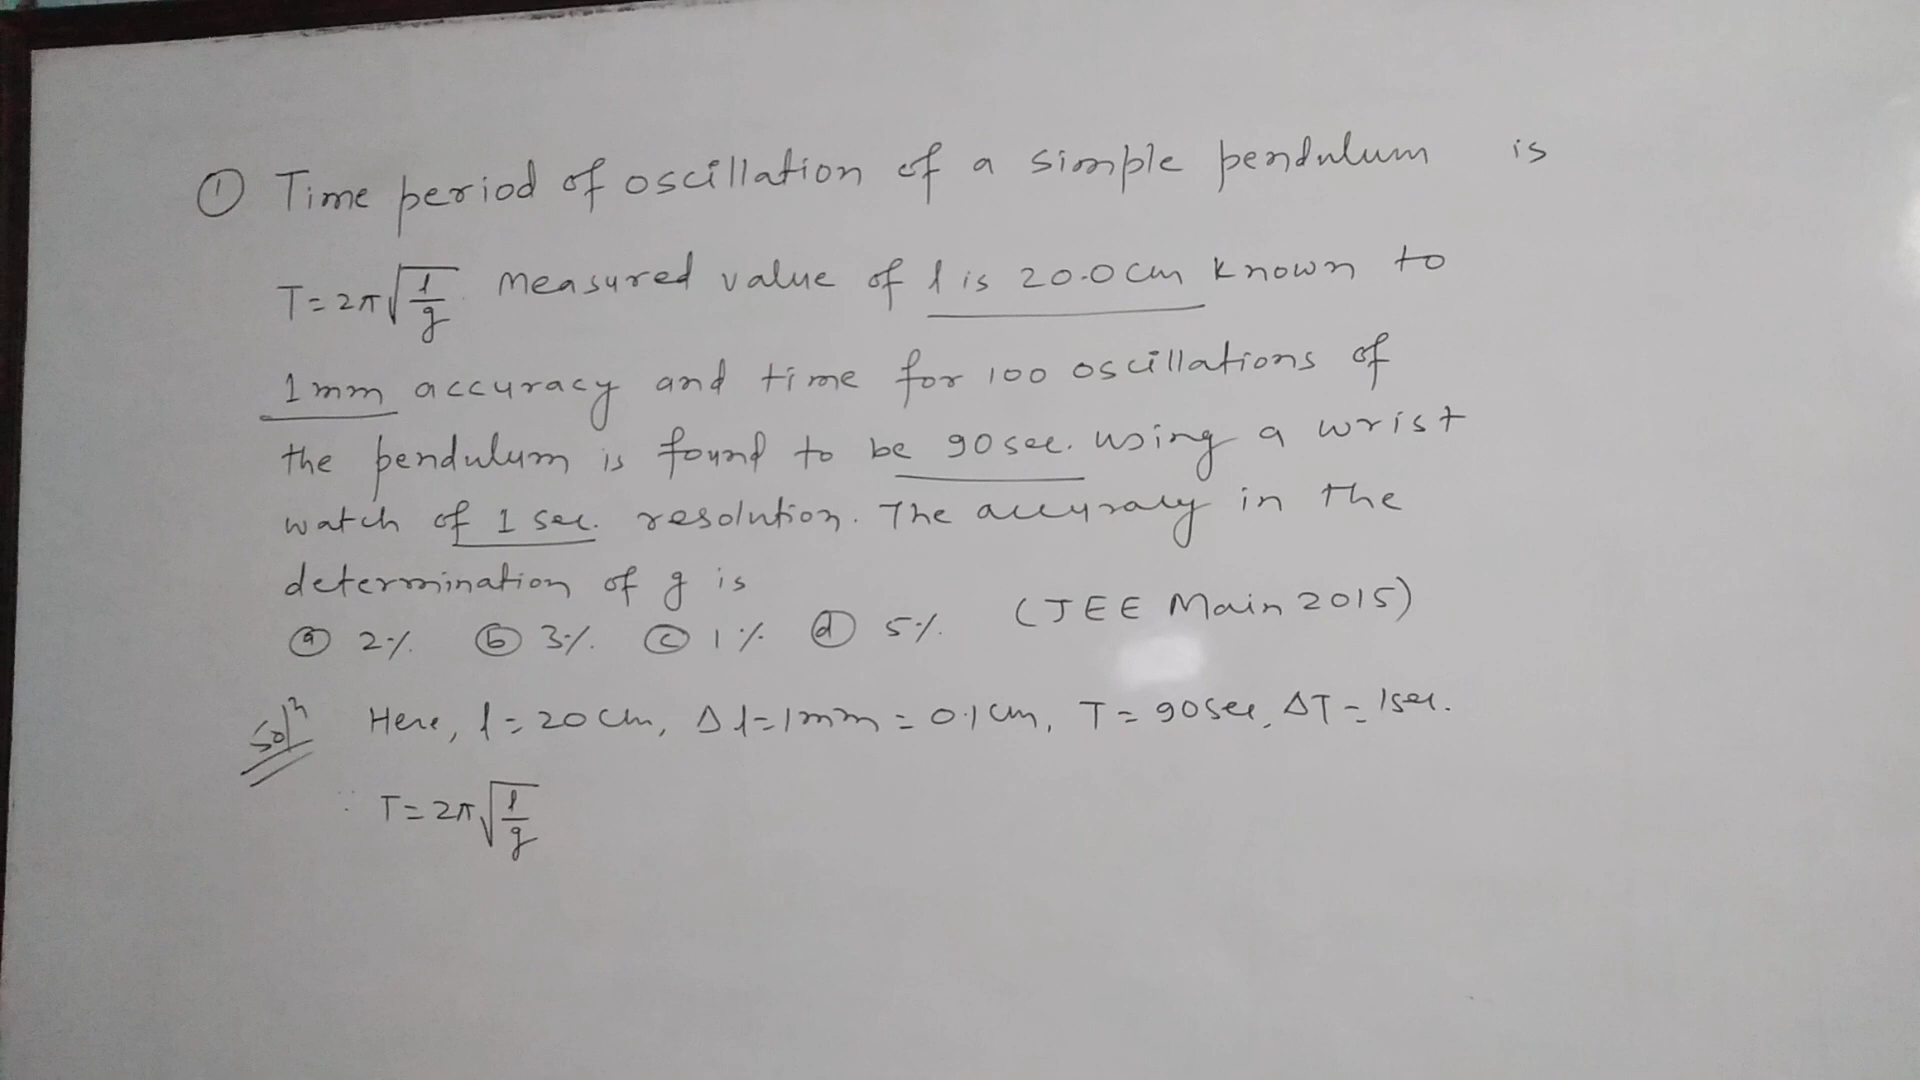 ① Time period of oscillation of a simple pendulum is
T=2π√(l/g) Measured value of l is 20.0 cm known to
1 mm accuracy and time for 100 oscillations of
the pendulum is found to be 90 sec. using a wrist
watch of 1 sec. resolution. The accuracy in the
determination of g is
ⓐ 2% ⓑ 3% ⓒ 1% ⓓ 5% (JEE Main 2015)
Solⁿ Here, l = 20 cm, Δl = 1mm = 0.1 cm, T = 90 sec, ΔT = 1 sec.
∵ T = 2π√(l/g)